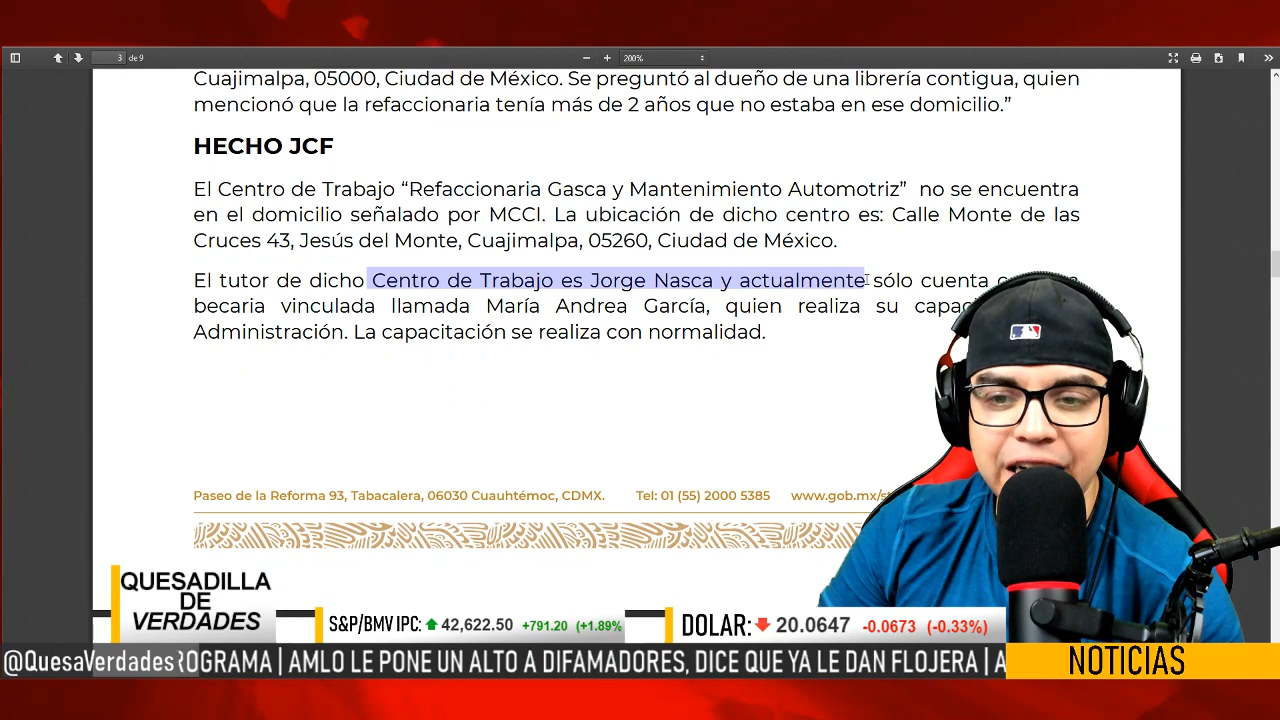 3 de 9
200%
Cuajimalpa, 05000, Ciudad de México. Se preguntó al dueño de una librería contigua, quien
mencionó que la refaccionaria tenía más de 2 años que no estaba en ese domicilio.”
HECHO JCF
El Centro de Trabajo “Refaccionaria Gasca y Mantenimiento Automotriz” no se encuentra
en el domicilio señalado por MCCI. La ubicación de dicho centro es: Calle Monte de las
Cruces 43, Jesús del Monte, Cuajimalpa, 05260, Ciudad de México.
El tutor de dicho Centro de Trabajo es Jorge Nasca y actualmente sólo cuenta
becaria vinculada llamada María Andrea García, quien realiza su
Administración. La capacitación se realiza con normalidad.
Paseo de la Reforma 93, Tabacalera, 06030 Cuauhtémoc, CDMX. Tel: 01 (55) 2000 5385 www.gob.mx/
QUESADILLA
DE
VERDADES
S&P/BMV IPC: 42,622.50 +791.20 (+1.89%)
DOLAR: 20.0647 -0.0673 (-0.33%)
@QuesaVerdades ROGRAMA | AMLO LE PONE UN ALTO A DIFAMADORES, DICE QUE YA LE DAN FLOJERA | A
NOTICIAS